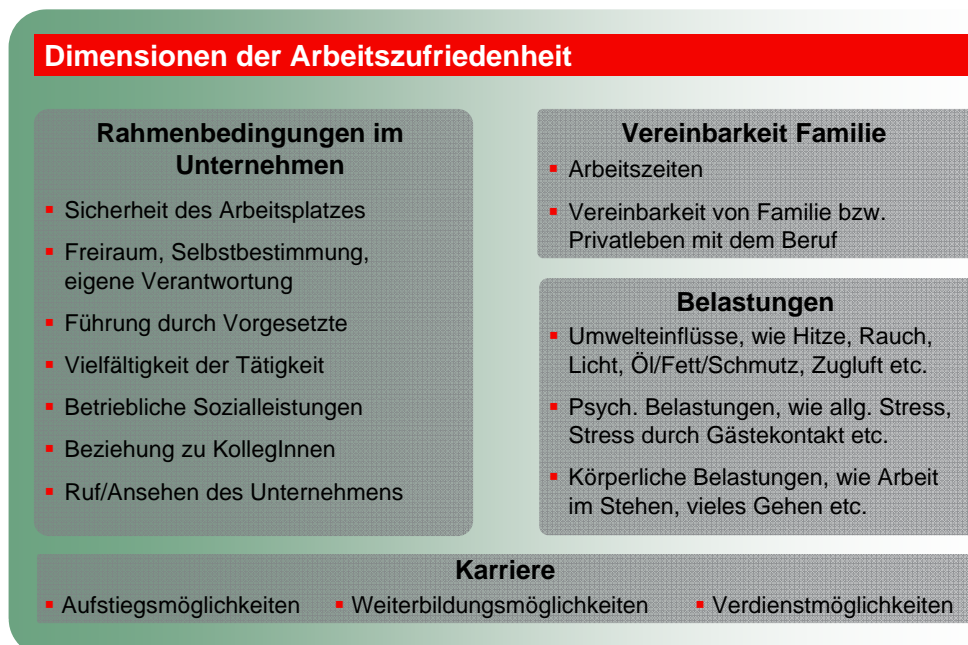 Dimensionen der Arbeitszufriedenheit
Rahmenbedingungen im
Unternehmen
▪ Sicherheit des Arbeitsplatzes
▪ Freiraum, Selbstbestimmung,
eigene Verantwortung
▪ Führung durch Vorgesetzte
▪ Vielfältigkeit der Tätigkeit
▪ Betriebliche Sozialleistungen
▪ Beziehung zu KollegInnen
▪ Ruf/Ansehen des Unternehmens
Vereinbarkeit Familie
▪ Arbeitszeiten
▪ Vereinbarkeit von Familie bzw.
Privatleben mit dem Beruf
Belastungen
▪ Umwelteinflüsse, wie Hitze, Rauch,
Licht, Öl/Fett/Schmutz, Zugluft etc.
▪ Psych. Belastungen, wie allg. Stress,
Stress durch Gästekontakt etc.
▪ Körperliche Belastungen, wie Arbeit
im Stehen, vieles Gehen etc.
Karriere
▪ Aufstiegsmöglichkeiten ▪ Weiterbildungsmöglichkeiten ▪ Verdienstmöglichkeiten